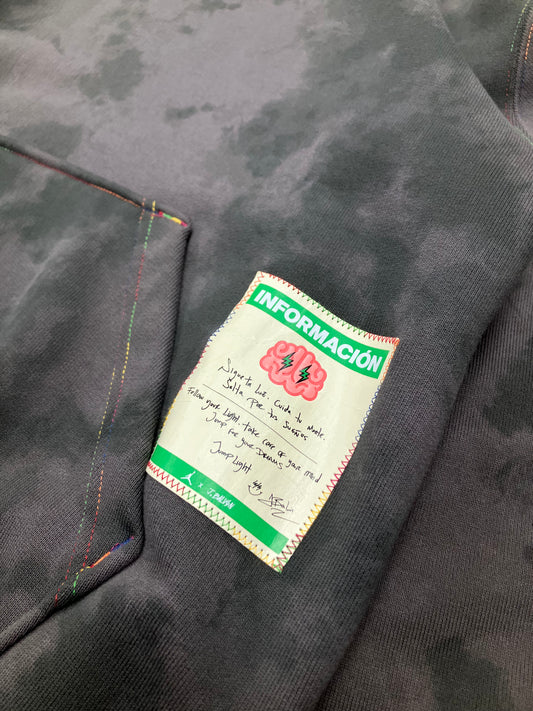 INFORMACIÓN
Sigue tu Luz. Cuida tu Mente.
Salta Por tus Sueños
Follow your Light. take care of your mind
Jump For your Dreams
Jump Light
x J. BALVIN